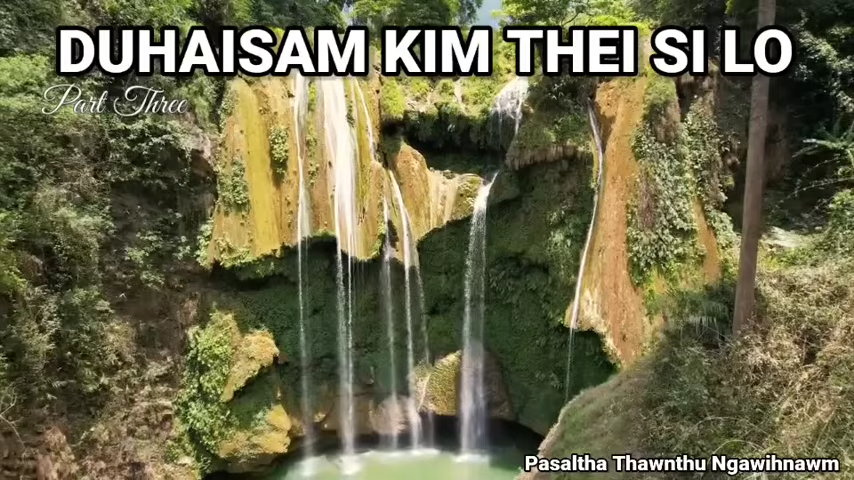 DUHAISAM KIM THEI SI LO
Part Three
Pasaltha Thawnthu Ngawihnawm